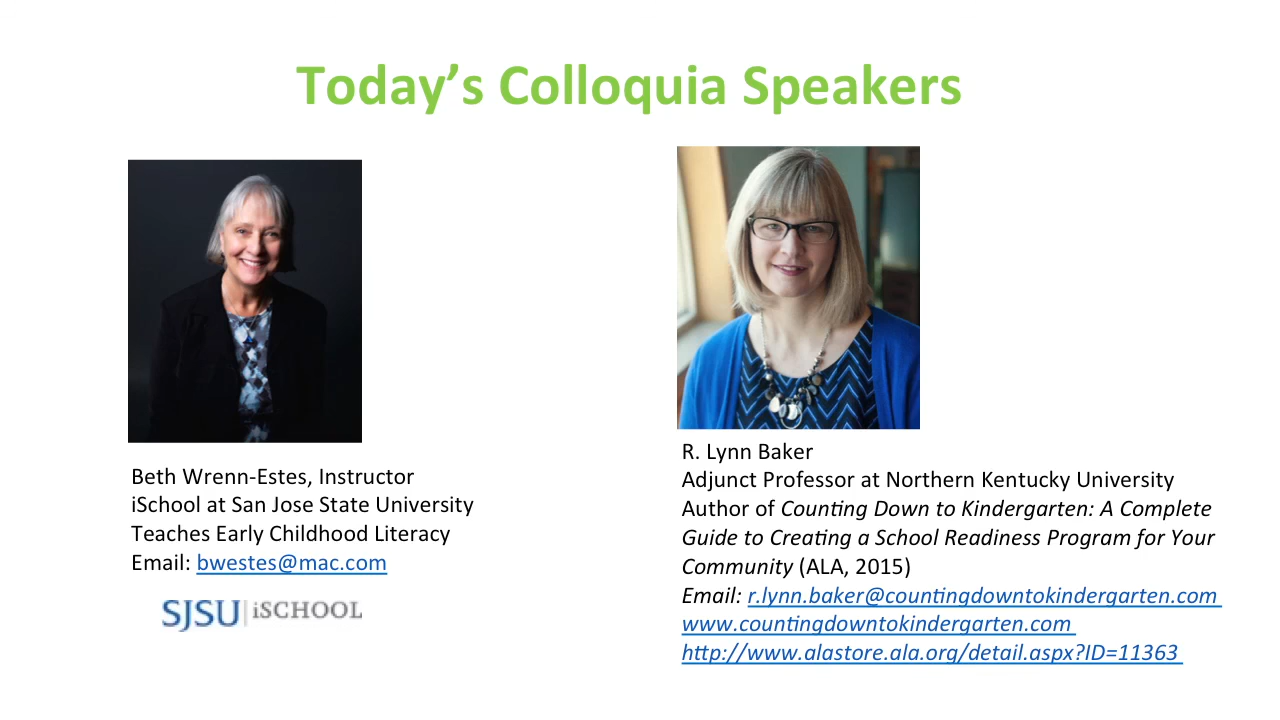 Today’s Colloquia Speakers
Beth Wrenn-Estes, Instructor
iSchool at San Jose State University
Teaches Early Childhood Literacy
Email: bwestes@mac.com
SJSU | iSCHOOL
R. Lynn Baker
Adjunct Professor at Northern Kentucky University
Author of Counting Down to Kindergarten: A Complete
Guide to Creating a School Readiness Program for Your
Community (ALA, 2015)
Email: r.lynn.baker@countingdowntokindergarten.com
www.countingdowntokindergarten.com
http://www.alastore.ala.org/detail.aspx?ID=11363